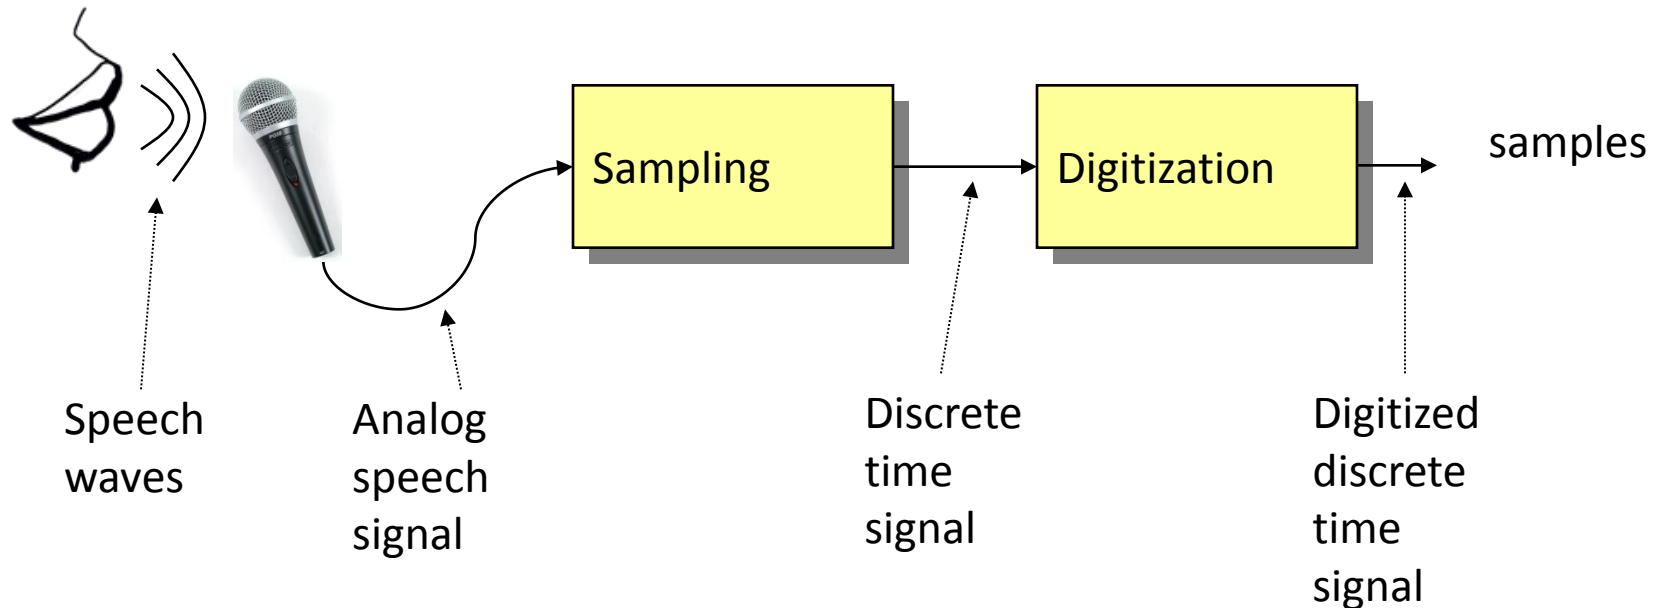 Sampling
Digitization
samples
Speech
waves
Analog
speech
signal
Discrete
time
signal
Digitized
discrete
time
signal